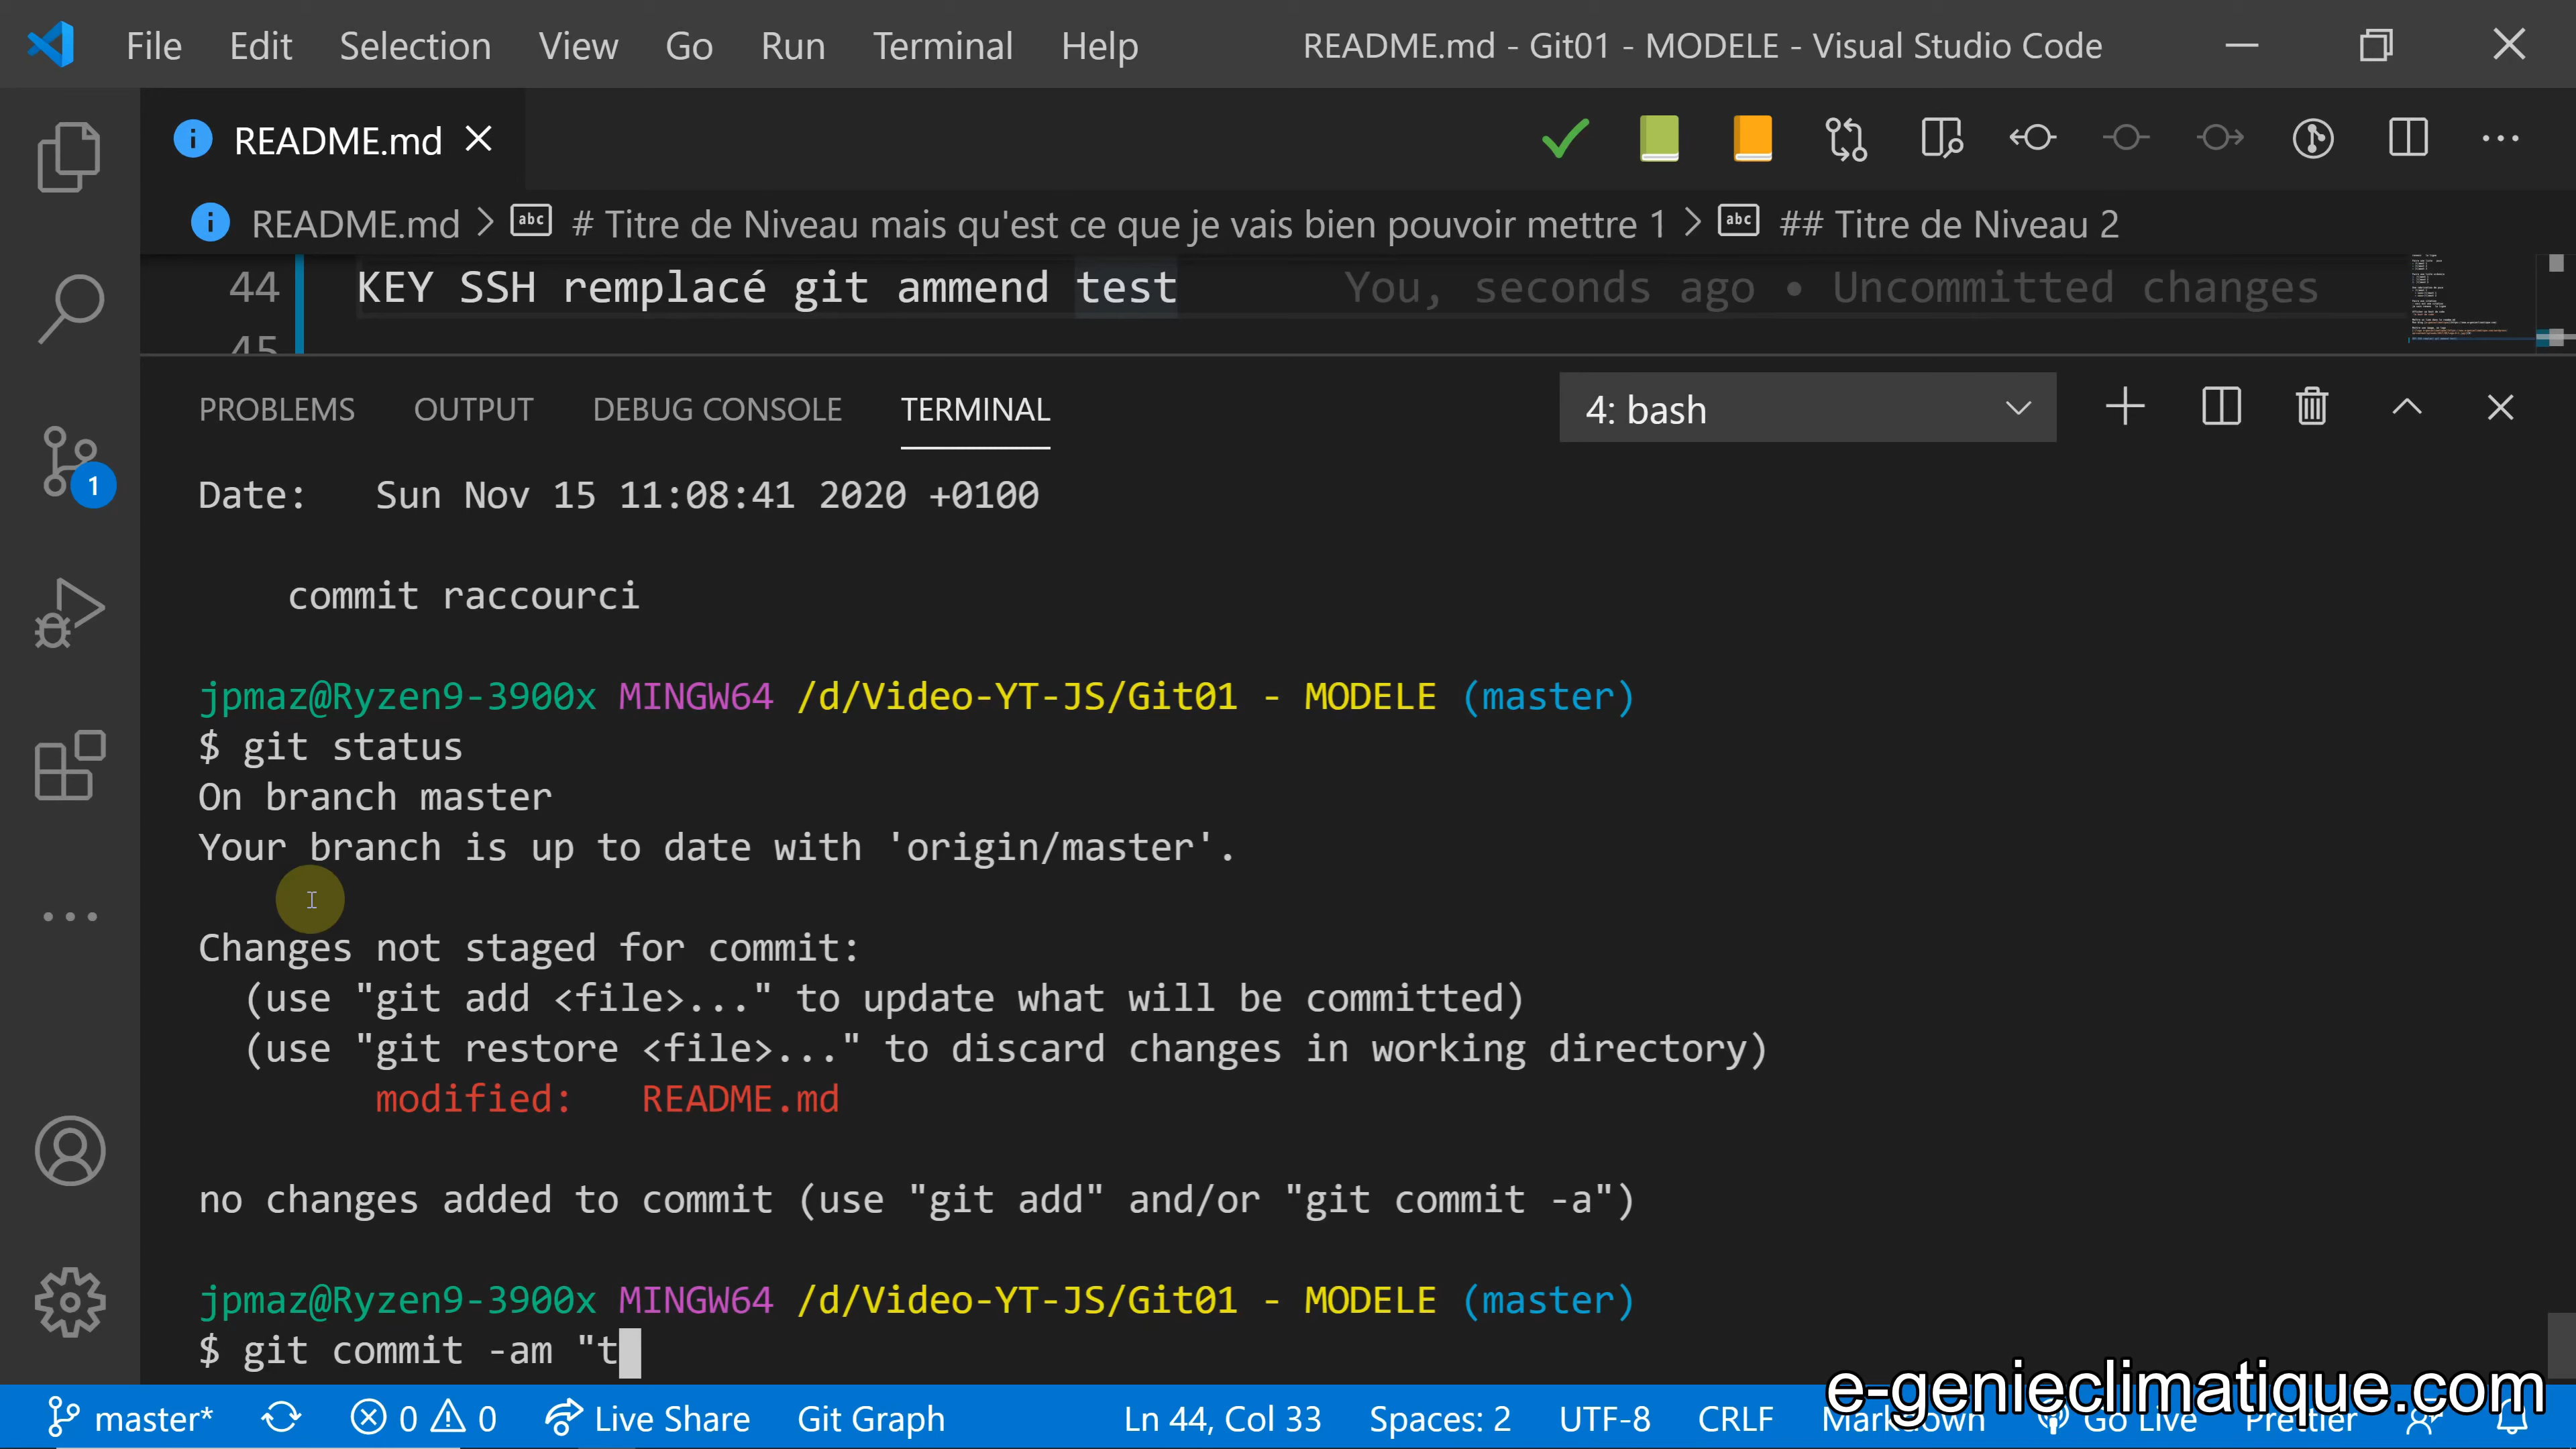 File Edit Selection View Go Run Terminal Help README.md - Git01 - MODELE - Visual Studio Code
README.md
README.md > # Titre de Niveau mais qu'est ce que je vais bien pouvoir mettre 1 > ## Titre de Niveau 2
44 KEY SSH remplacé git ammend test You, seconds ago • Uncommitted changes
45
PROBLEMS OUTPUT DEBUG CONSOLE TERMINAL 4: bash
Date: Sun Nov 15 11:08:41 2020 +0100
commit raccourci
jpmaz@Ryzen9-3900x MINGW64 /d/Video-YT-JS/Git01 - MODELE (master)
$ git status
On branch master
Your branch is up to date with 'origin/master'.
Changes not staged for commit:
(use "git add <file>..." to update what will be committed)
(use "git restore <file>..." to discard changes in working directory)
modified: README.md
no changes added to commit (use "git add" and/or "git commit -a")
jpmaz@Ryzen9-3900x MINGW64 /d/Video-YT-JS/Git01 - MODELE (master)
$ git commit -am "t
1
e-genieclimatique.com
master* 0 0 Live Share Git Graph Ln 44, Col 33 Spaces: 2 UTF-8 CRLF Markdown Go Live Prettier